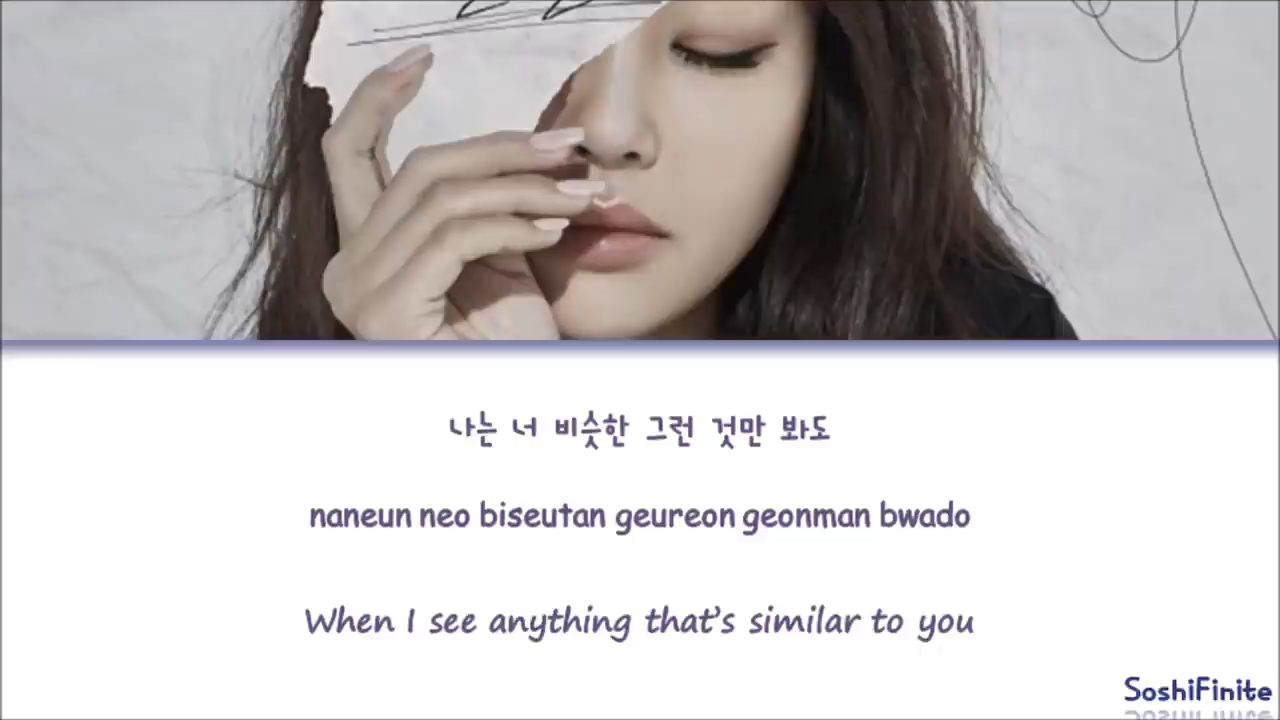 나는 너 비슷한 그런 것만 봐도
naneun neo biseutan geureon geonman bwado
When I see anything that's similar to you
SoshiFinite